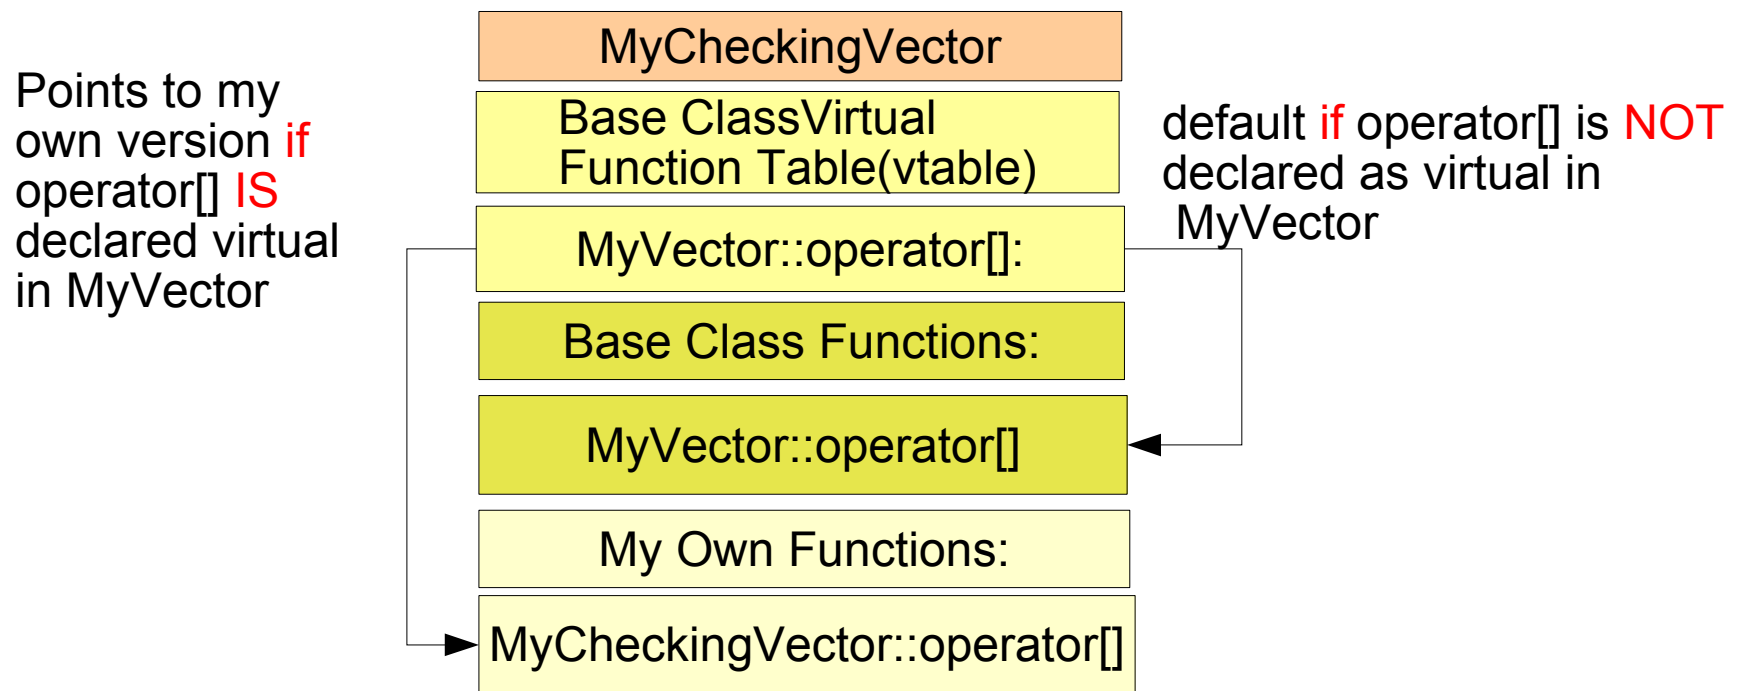 Points to my
own version if
operator[] IS
declared virtual
in MyVector
MyCheckingVector
Base ClassVirtual
Function Table(vtable)
MyVector::operator[]:
Base Class Functions:
MyVector::operator[]
My Own Functions:
MyCheckingVector::operator[]
default if operator[] is NOT
declared as virtual in
MyVector